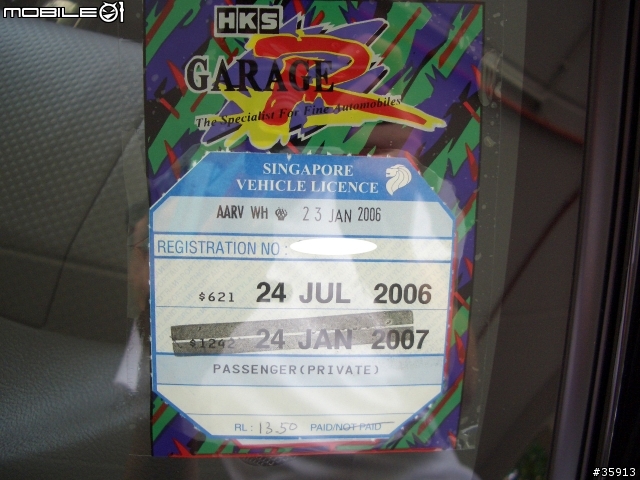 MOBILE01
HKS
GARAGE R
The Specialist For Fine Automobiles
SINGAPORE
VEHICLE LICENCE
AARV WH 23 JAN 2006
REGISTRATION NO :
$621 24 JUL 2006
$1242 24 JAN 2007
PASSENGER(PRIVATE)
RL : 13.50 PAID/NOT PAID
#35913